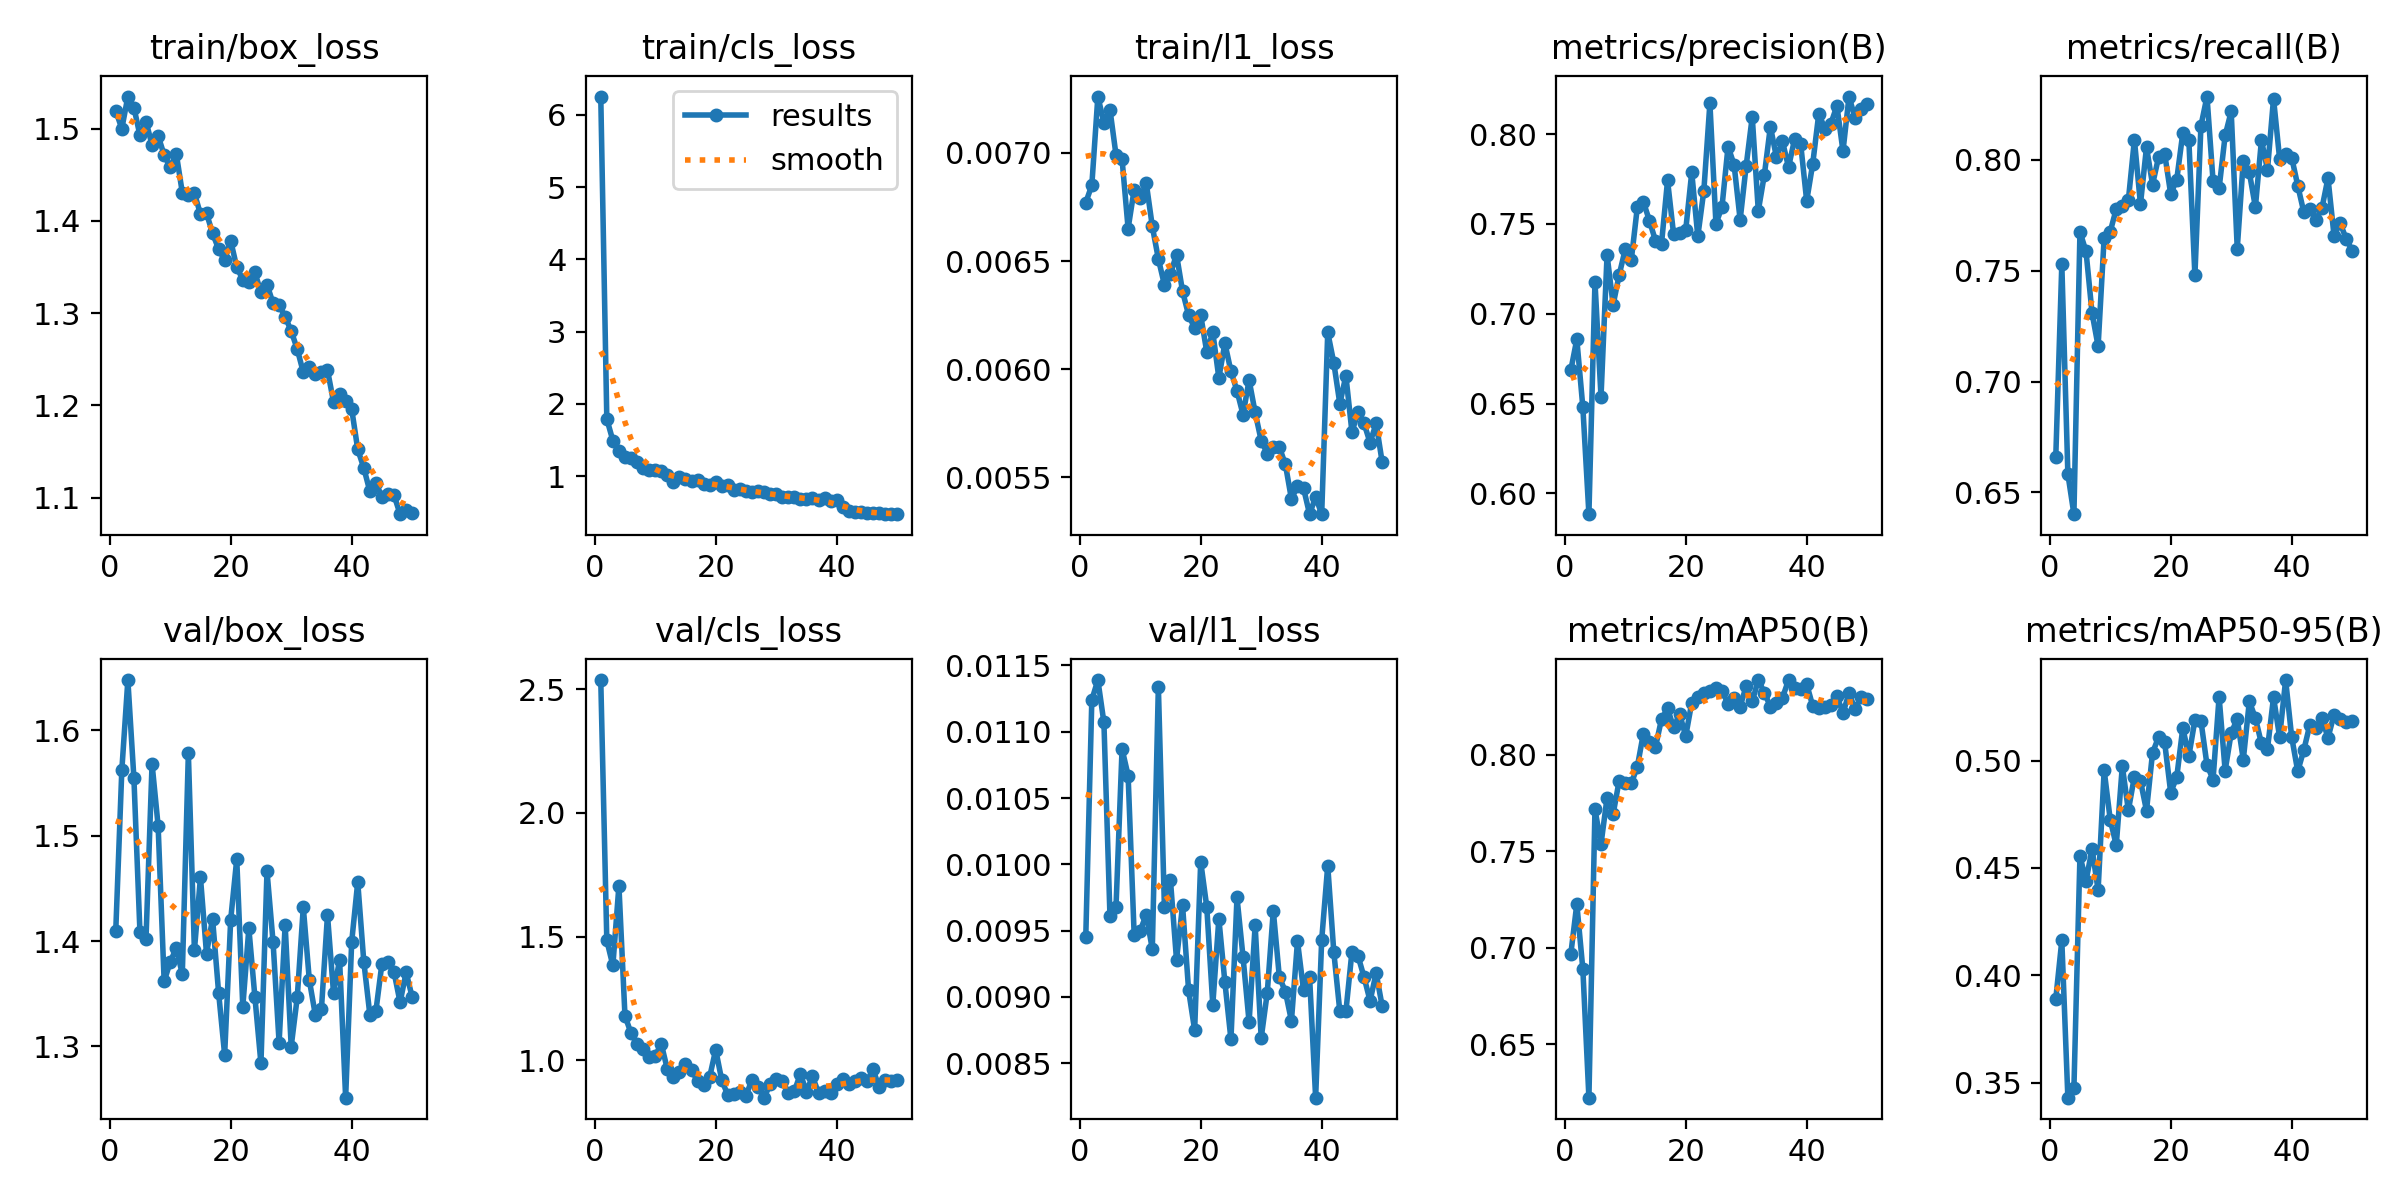 train/box_loss
1.5
1.4
1.3
1.2
1.1
0 20 40
train/cls_loss
results
smooth
6
5
4
3
2
1
0 20 40
train/l1_loss
0.0070
0.0065
0.0060
0.0055
0 20 40
metrics/precision(B)
0.80
0.75
0.70
0.65
0.60
0 20 40
metrics/recall(B)
0.80
0.75
0.70
0.65
0 20 40
val/box_loss
1.6
1.5
1.4
1.3
0 20 40
val/cls_loss
2.5
2.0
1.5
1.0
0 20 40
val/l1_loss
0.0115
0.0110
0.0105
0.0100
0.0095
0.0090
0.0085
0 20 40
metrics/mAP50(B)
0.80
0.75
0.70
0.65
0 20 40
metrics/mAP50-95(B)
0.50
0.45
0.40
0.35
0 20 40